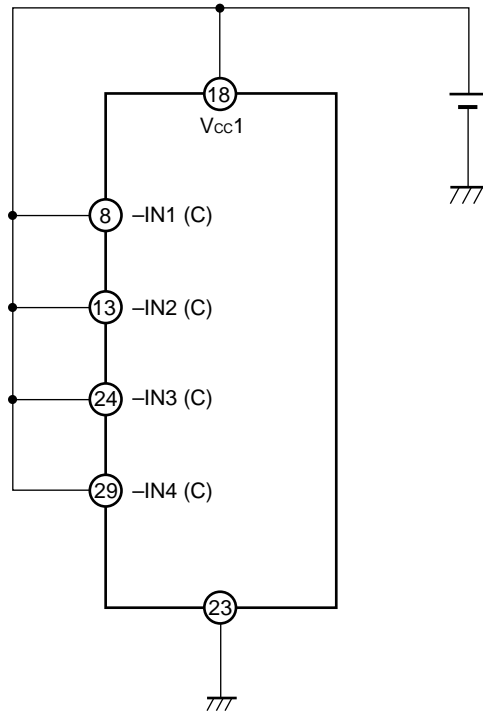 18
Vcc1
8 –IN1 (C)
13 –IN2 (C)
24 –IN3 (C)
29 –IN4 (C)
23